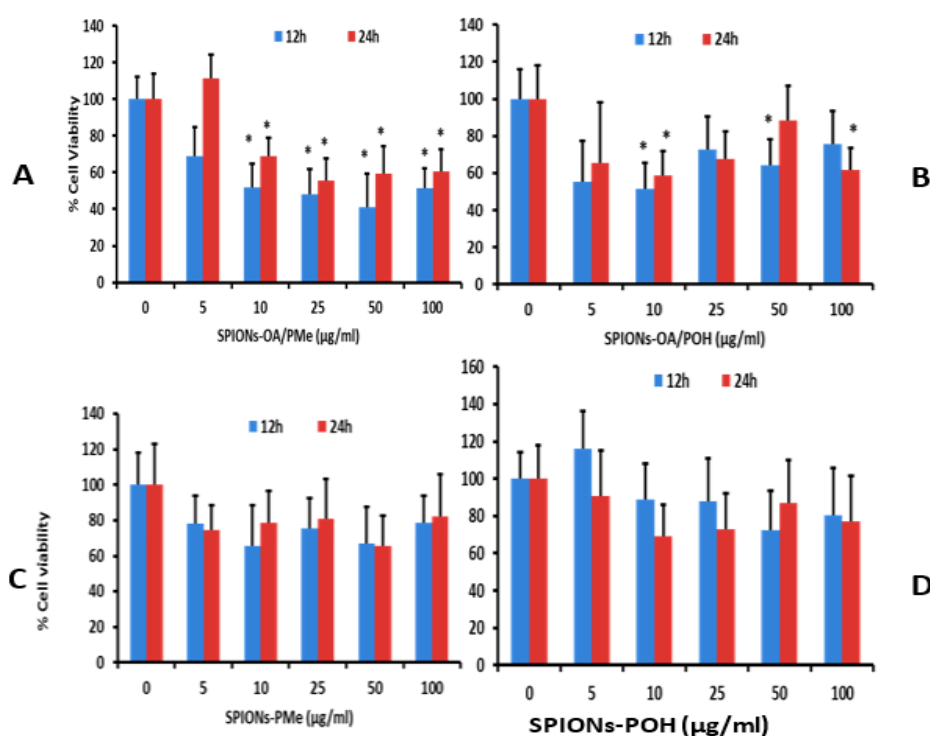 140
120
100
80
60
40
20
0
% Cell Viability
12h 24h
* * * * * * * *
0 5 10 25 50 100
SPIONs-OA/PMe (µg/ml)
A
140
120
100
80
60
40
20
0
12h 24h
* * * *
0 5 10 25 50 100
SPIONs-OA/POH (µg/ml)
B
140
120
100
80
60
40
20
0
% Cell viability
12h 24h
0 5 10 25 50 100
SPIONs-PMe (µg/ml)
C
160
140
120
100
80
60
40
20
0
12h 24h
0 5 10 25 50 100
SPIONs-POH (µg/ml)
D